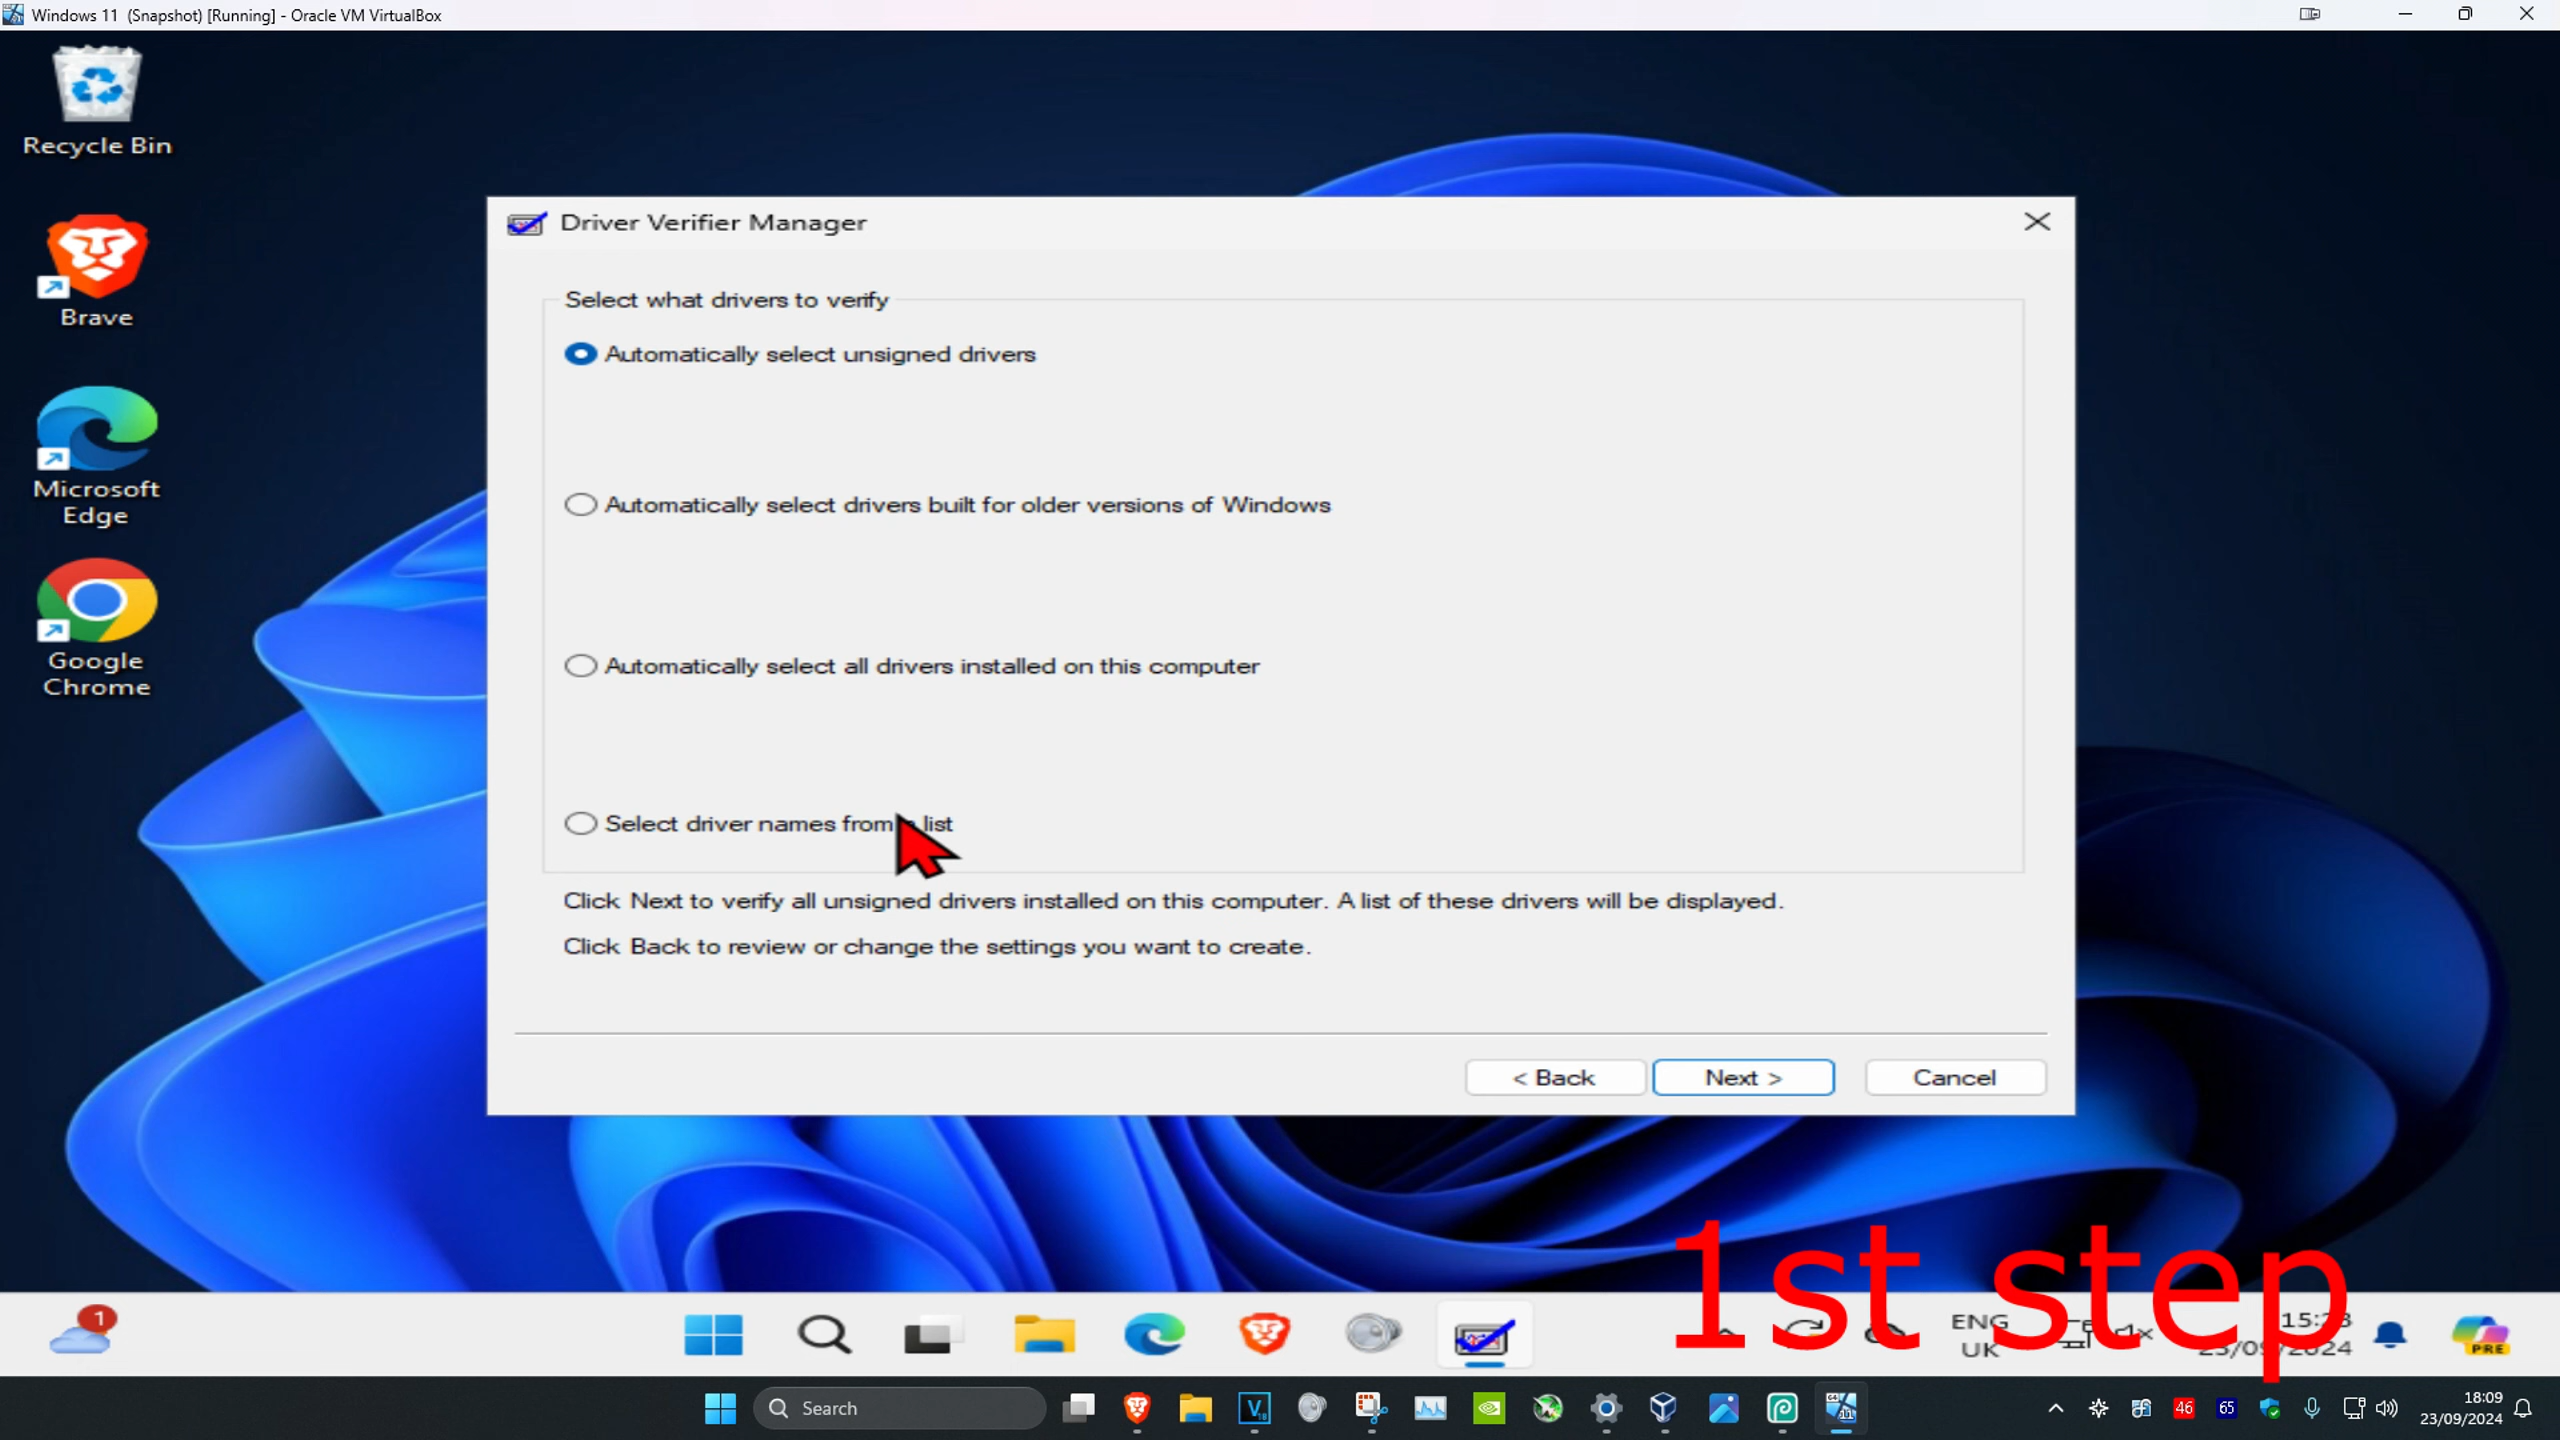 Windows 11 (Snapshot) [Running] - Oracle VM VirtualBox
Recycle Bin
Brave
Microsoft
Edge
Google
Chrome
Driver Verifier Manager
Select what drivers to verify
Automatically select unsigned drivers
Automatically select drivers built for older versions of Windows
Automatically select all drivers installed on this computer
Select driver names from list
Click Next to verify all unsigned drivers installed on this computer. A list of these drivers will be displayed.
Click Back to review or change the settings you want to create.
< Back
Next >
Cancel
1st step
1
ENG
UK
PRE
Search
46
65
18:09
23/09/2024